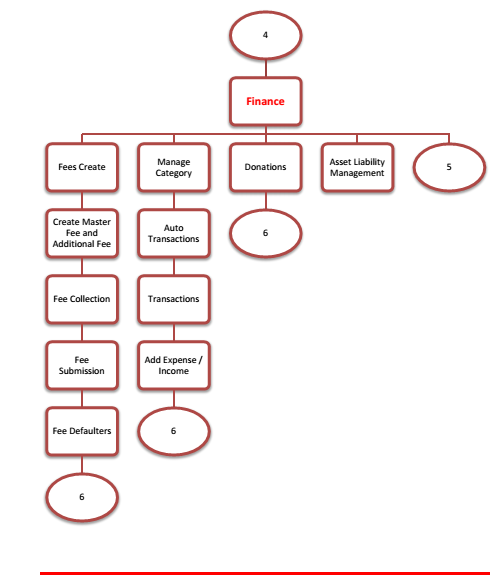 4
Finance
Fees Create
Manage
Category
Donations
Asset Liability
Management
5
Create Master
Fee and
Additional Fee
Auto
Transactions
6
Fee Collection
Transactions
Fee
Submission
Add Expense /
Income
Fee Defaulters
6
6